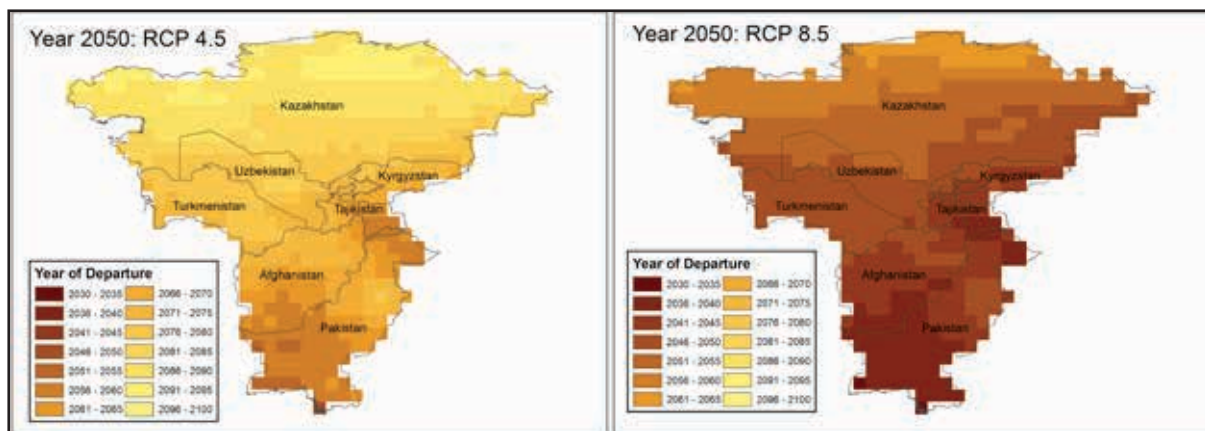 Year 2050: RCP 4.5
Kazakhstan
Uzbekistan
Kyrgyzstan
Turkmenistan
Tajikistan
Afghanistan
Pakistan
Year of Departure
2030 - 2035
2066 - 2070
2036 - 2040
2071 - 2075
2041 - 2045
2076 - 2080
2046 - 2050
2081 - 2085
2051 - 2055
2086 - 2090
2056 - 2060
2091 - 2095
2061 - 2065
2096 - 2100
Year 2050: RCP 8.5
Kazakhstan
Uzbekistan
Kyrgyzstan
Turkmenistan
Tajikistan
Afghanistan
Pakistan
Year of Departure
2030 - 2035
2066 - 2070
2036 - 2040
2071 - 2075
2041 - 2045
2076 - 2080
2046 - 2050
2081 - 2085
2051 - 2055
2086 - 2090
2056 - 2060
2091 - 2095
2061 - 2065
2096 - 2100